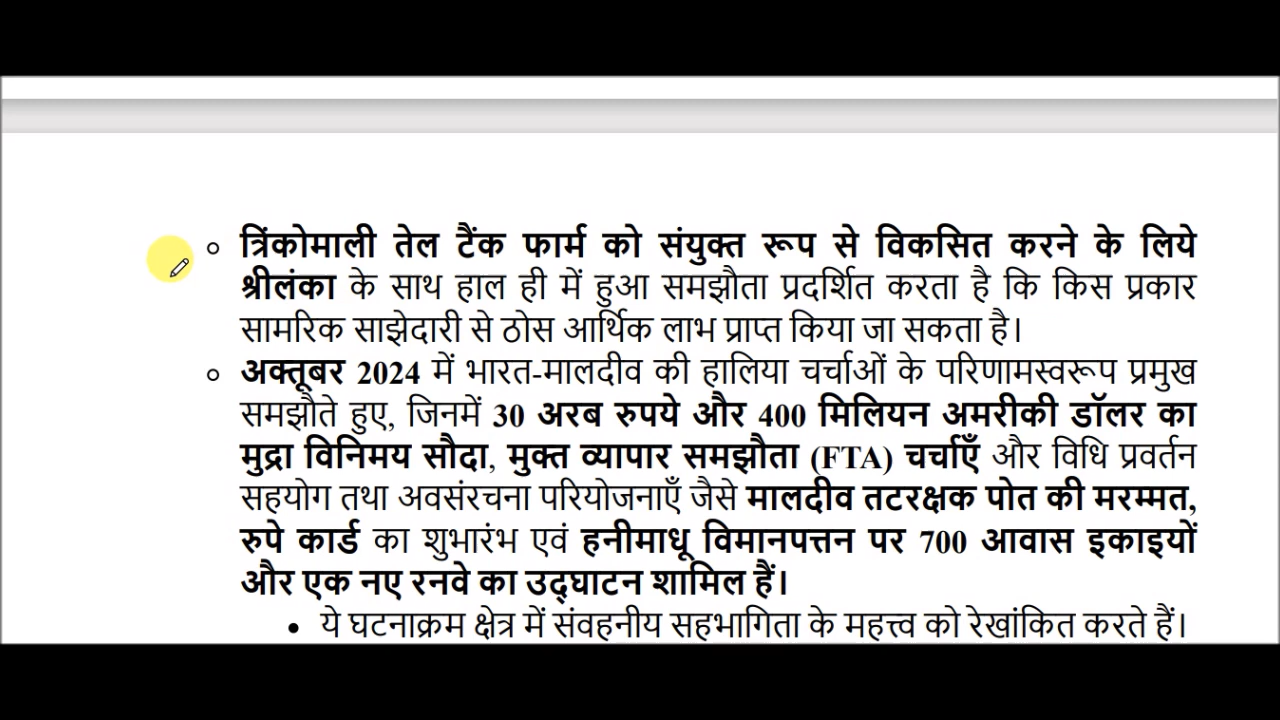 त्रिंकोमाली तेल टैंक फार्म को संयुक्त रूप से विकसित करने के लिये
श्रीलंका के साथ हाल ही में हुआ समझौता प्रदर्शित करता है कि किस प्रकार
सामरिक साझेदारी से ठोस आर्थिक लाभ प्राप्त किया जा सकता है।
अक्तूबर 2024 में भारत-मालदीव की हालिया चर्चाओं के परिणामस्वरूप प्रमुख
समझौते हुए, जिनमें 30 अरब रुपये और 400 मिलियन अमरीकी डॉलर का
मुद्रा विनिमय सौदा, मुक्त व्यापार समझौता (FTA) चर्चाएँ और विधि प्रवर्तन
सहयोग तथा अवसंरचना परियोजनाएँ जैसे मालदीव तटरक्षक पोत की मरम्मत,
रुपे कार्ड का शुभारंभ एवं हनीमाधू विमानपत्तन पर 700 आवास इकाइयों
और एक नए रनवे का उद्घाटन शामिल हैं।
ये घटनाक्रम क्षेत्र में संवहनीय सहभागिता के महत्त्व को रेखांकित करते हैं।